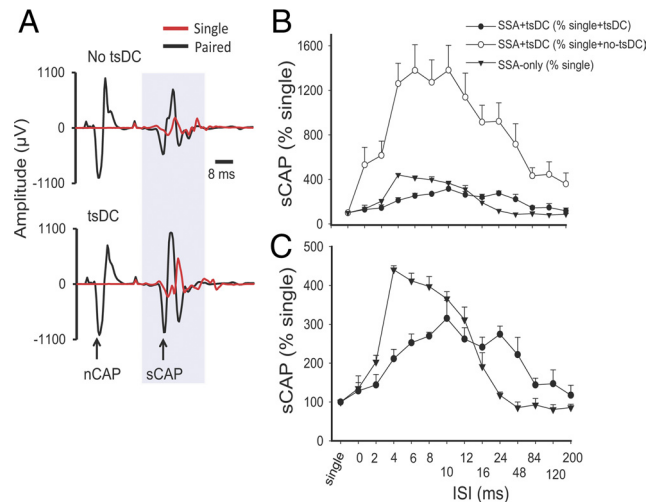 A
Single
Paired
No tsDC
1100
0
-1100
8 ms
tsDC
1100
0
-1100
Amplitude (µV)
nCAP
sCAP
B
SSA+tsDC (% single+tsDC)
SSA+tsDC (% single+no-tsDC)
SSA-only (% single)
sCAP (% single)
1600
1200
800
400
0
C
sCAP (% single)
500
400
300
200
100
0
single 0 2 4 6 8 10 12 16 24 48 84 120 200
ISI (ms)